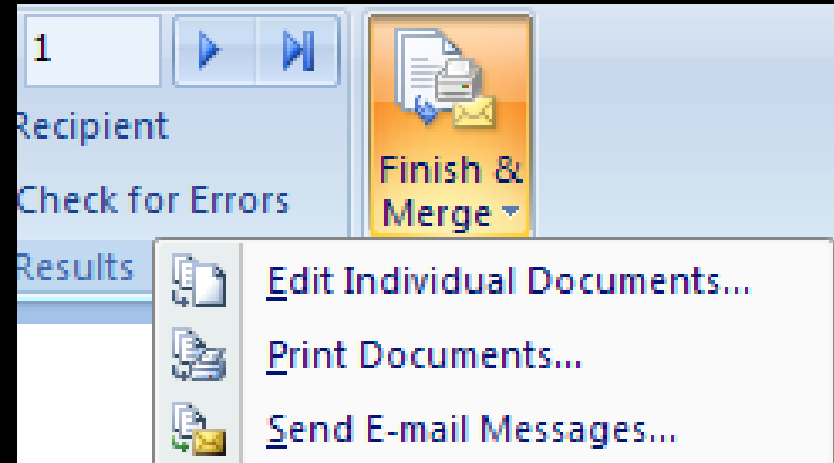 1
Recipient
Check for Errors
Results
Finish &
Merge
Edit Individual Documents...
Print Documents...
Send E-mail Messages...